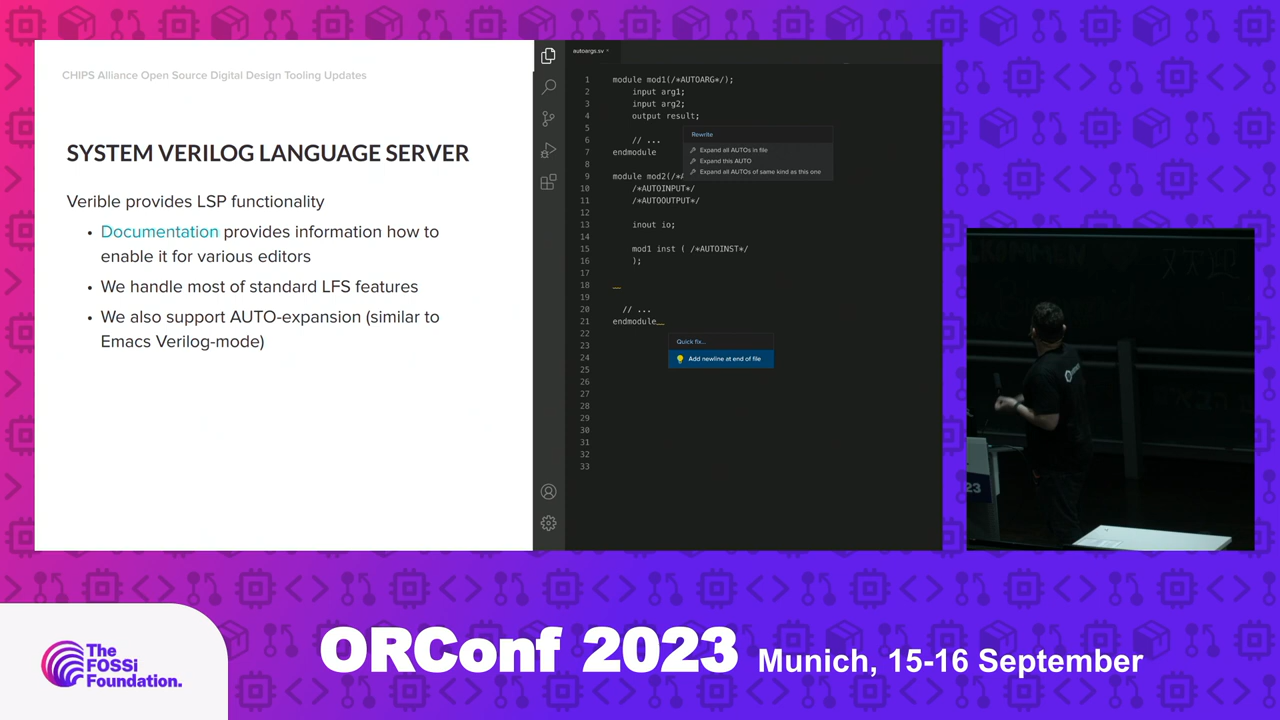 CHIPS Alliance Open Source Digital Design Tooling Updates
SYSTEM VERILOG LANGUAGE SERVER
Verible provides LSP functionality
• Documentation provides information how to
enable it for various editors
• We handle most of standard LFS features
• We also support AUTO-expansion (similar to
Emacs Verilog-mode)
autoargs.sv
1 module mod1(/*AUTOARG*/);
2 input arg1;
3 input arg2;
4 output result;
5
6 // ...
7 endmodule
8
9 module mod2(/*A
10 /*AUTOINPUT*/
11 /*AUTOOUTPUT*/
12
13 inout io;
14
15 mod1 inst ( /*AUTOINST*/
16 );
17
18
19
20 // ...
21 endmodule
22
23
24
25
26
27
28
29
30
31
32
33
Rewrite
Expand all AUTOs in file
Expand this AUTO
Expand all AUTOs of same kind as this one
Quick fix...
Add newline at end of file
23
The
FOSSi
Foundation.
ORConf 2023 Munich, 15-16 September